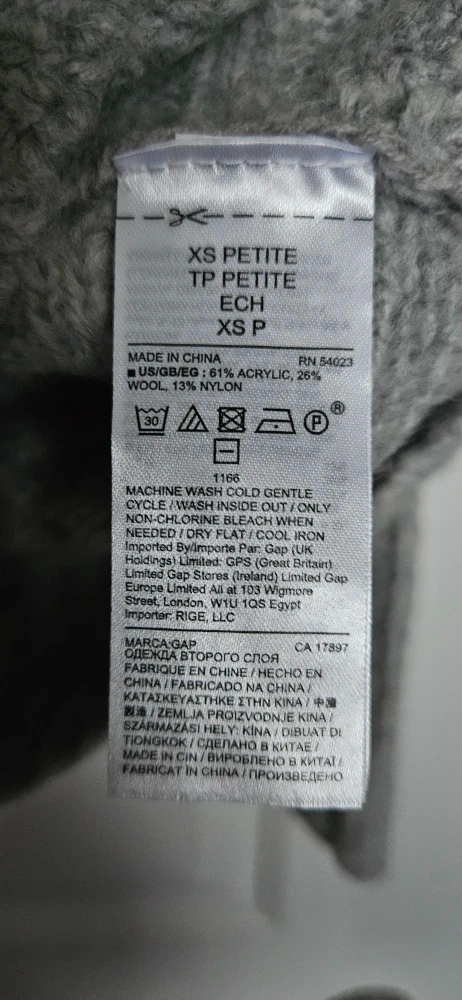 XS PETITE
TP PETITE
ECH
XS P
MADE IN CHINA RN 54023
■ US/GB/EG : 61% ACRYLIC, 26%
WOOL, 13% NYLON
30 P ®
1166
MACHINE WASH COLD GENTLE
CYCLE / WASH INSIDE OUT / ONLY
NON-CHLORINE BLEACH WHEN
NEEDED / DRY FLAT / COOL IRON
Imported By/Importe Par: Gap (UK
Holdings) Limited: GPS (Great Britain)
Limited Gap Stores (Ireland) Limited Gap
Europe Limited All at 103 Wigmore
Street, London, W1U 1QS Egypt
Importer: RIGE, LLC
MARCA:GAP CA 17897
ОДЕЖДА ВТОРОГО СЛОЯ
FABRIQUE EN CHINE / HECHO EN
CHINA / FABRICADO NA CHINA /
ΚΑΤΑΣΚΕΥΑΣΤΗΚΕ ΣΤΗΝ ΚΙΝΑ / 中國
製造 / ZEMLJA PROIZVODNJE KINA /
SZÁRMAZÁSI HELY: KÍNA / DIBUAT DI
TIONGKOK / СДЕЛАНО В КИТАЕ /
MADE IN CIN / ВИРОБЛЕНО В КИТАЇ /
FABRICAT IN CHINA / ПРОИЗВЕДЕНО